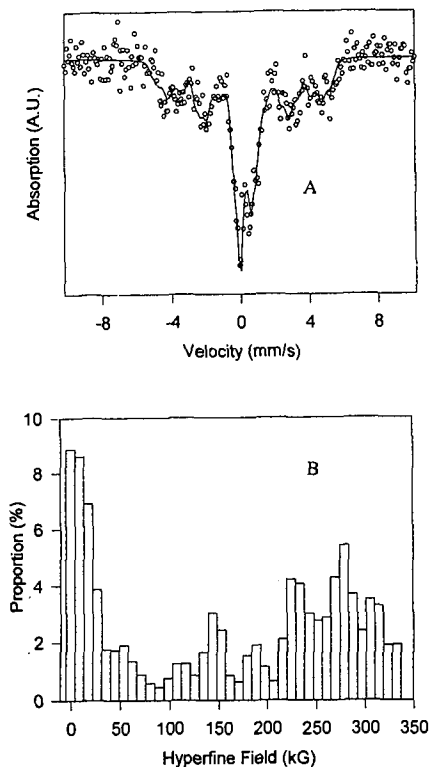 Absorption (A.U.)
A
-8 -4 0 4 8
Velocity (mm/s)
10
8
6
4
2
0
Proportion (%)
B
0 50 100 150 200 250 300 350
Hyperfine Field (kG)